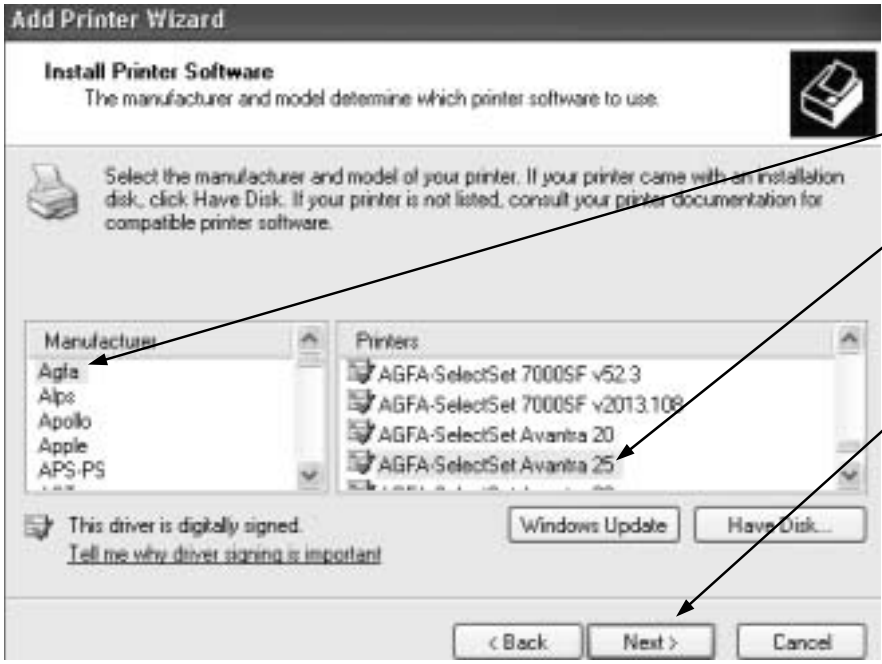 Add Printer Wizard
Install Printer Software
The manufacturer and model determine which printer software to use.
Select the manufacturer and model of your printer. If your printer came with an installation
disk, click Have Disk. If your printer is not listed, consult your printer documentation for
compatible printer software.
Manufacturer
Agfa
Alps
Apollo
Apple
APS-PS
Printers
AGFA-SelectSet 7000SF v52.3
AGFA-SelectSet 7000SF v2013.108
AGFA-SelectSet Avantra 20
AGFA-SelectSet Avantra 25
This driver is digitally signed.
Tell me why driver signing is important
Windows Update
Have Disk...
< Back
Next >
Cancel